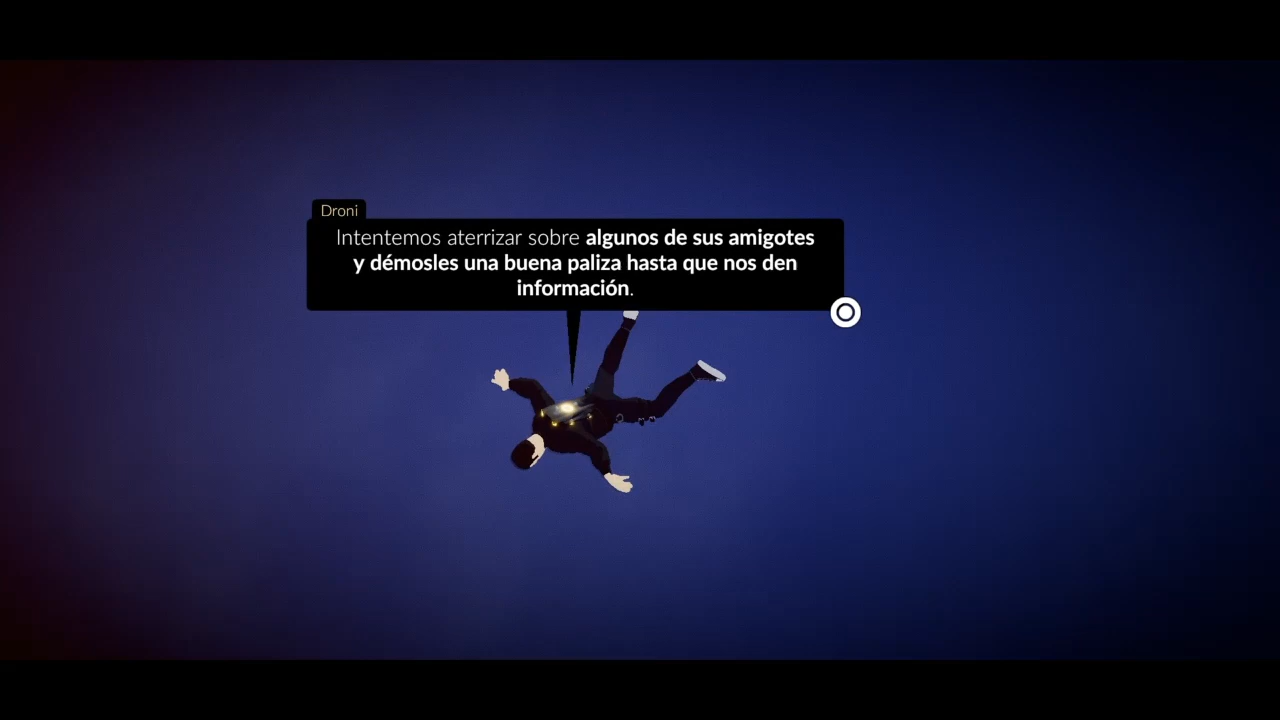 Droni
Intentemos aterrizar sobre algunos de sus amigotes
y démosles una buena paliza hasta que nos den
información.